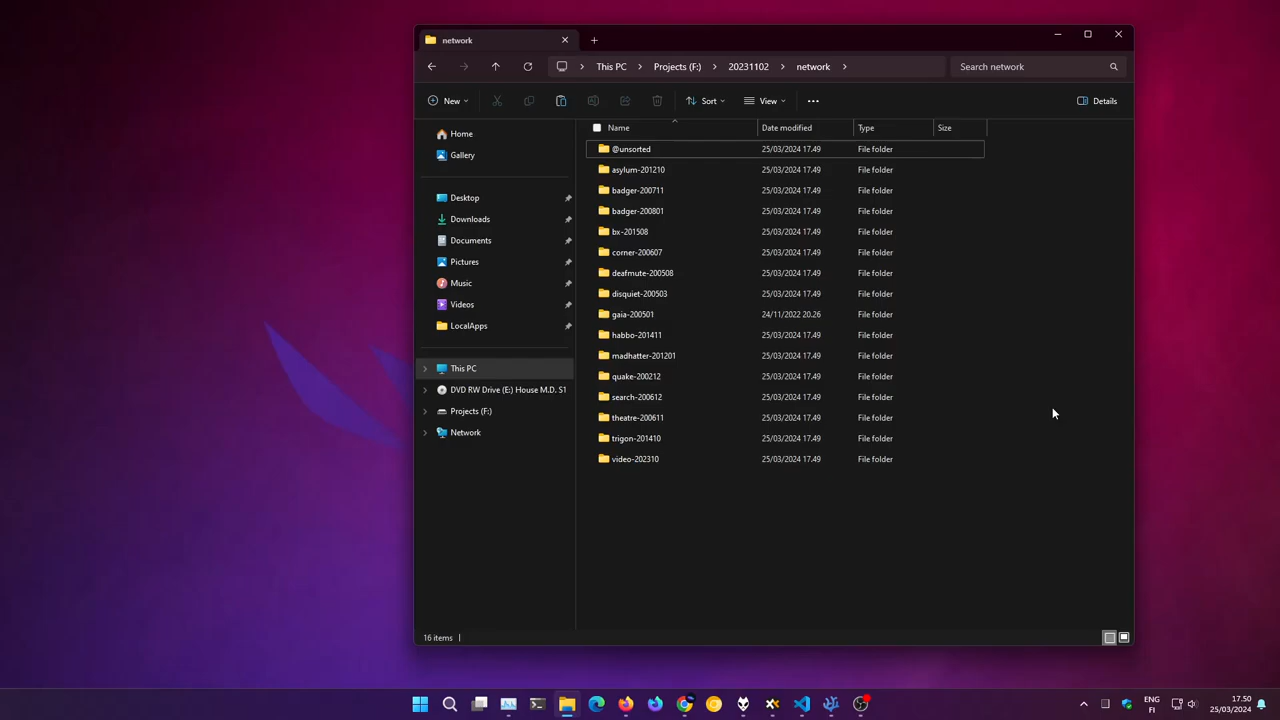 network
This PC
Projects (F:)
20231102
network
Search network
New
Sort
View
Details
Home
Gallery
Desktop
Downloads
Documents
Pictures
Music
Videos
LocalApps
This PC
DVD RW Drive (E:) House M.D. S1
Projects (F:)
Network
Name Date modified Type Size
@unsorted 25/03/2024 17.49 File folder
asylum-201210 25/03/2024 17.49 File folder
badger-200711 25/03/2024 17.49 File folder
badger-200801 25/03/2024 17.49 File folder
bx-201508 25/03/2024 17.49 File folder
corner-200607 25/03/2024 17.49 File folder
deafmute-200508 25/03/2024 17.49 File folder
disquiet-200503 25/03/2024 17.49 File folder
gaia-200501 24/11/2022 20.26 File folder
habbo-201411 25/03/2024 17.49 File folder
madhatter-201201 25/03/2024 17.49 File folder
quake-200212 25/03/2024 17.49 File folder
search-200612 25/03/2024 17.49 File folder
theatre-200611 25/03/2024 17.49 File folder
trigon-201410 25/03/2024 17.49 File folder
video-202310 25/03/2024 17.49 File folder
16 items
ENG
FI
17.50
25/03/2024